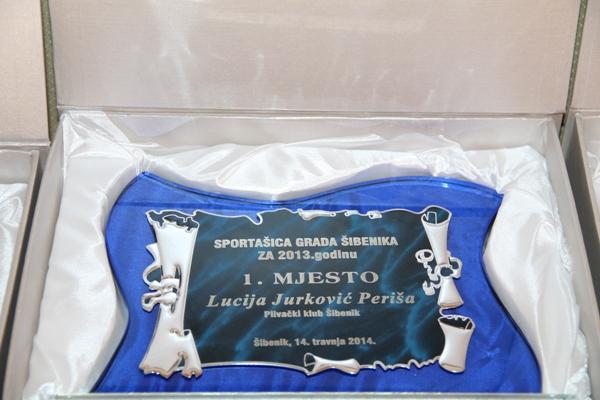 SPORTAŠICA GRADA ŠIBENIKA
ZA 2013.godinu
1. MJESTO
Lucija Jurković Periša
Plivački klub Šibenik
Šibenik, 14. travnja 2014.